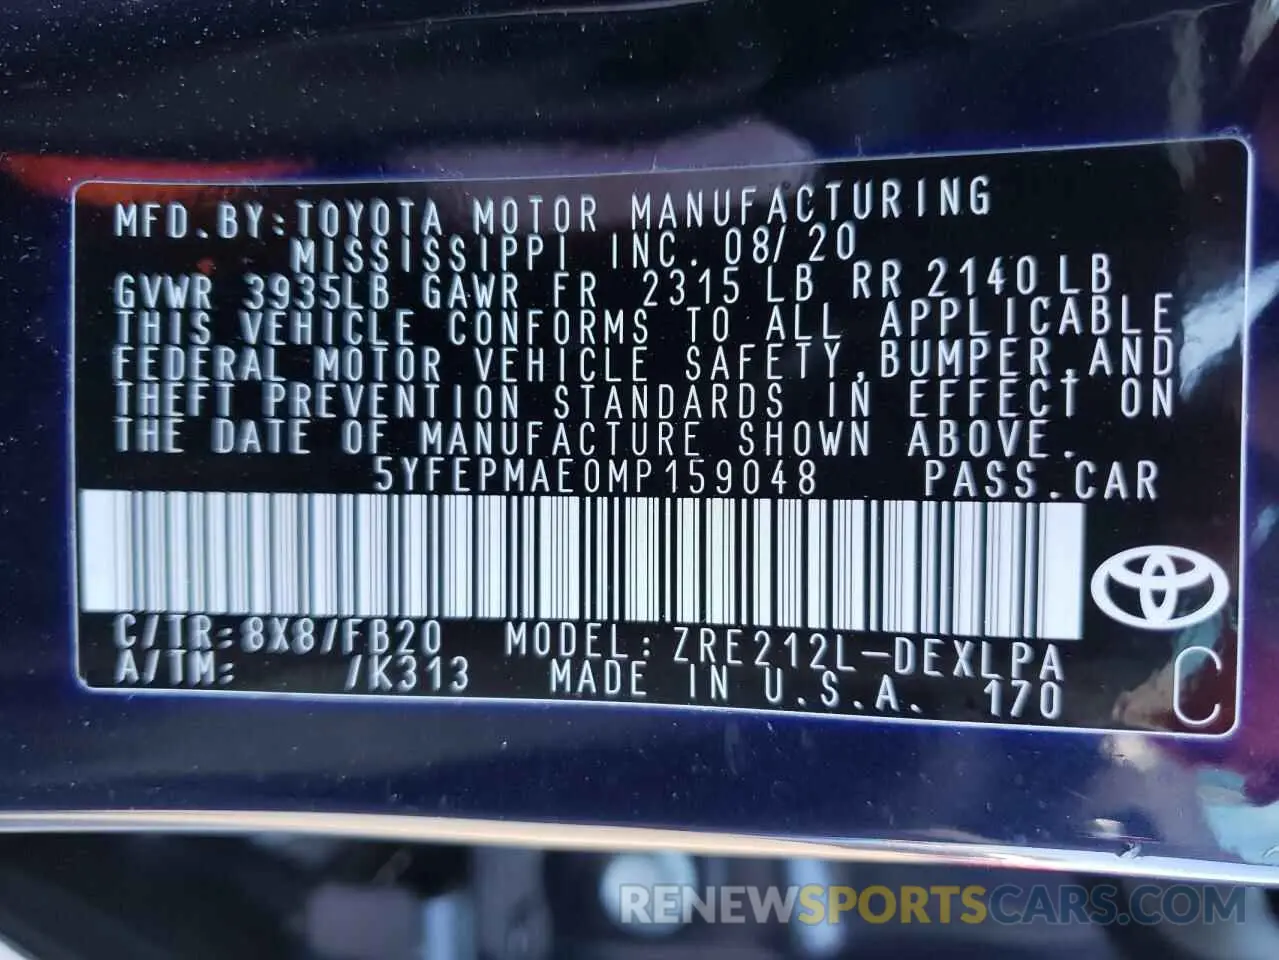 MFD.BY:TOYOTA MOTOR MANUFACTURING
MISSISSIPPI INC. 08/20
GVWR 3935LB GAWR FR 2315 LB RR 2140 LB
THIS VEHICLE CONFORMS TO ALL APPLICABLE
FEDERAL MOTOR VEHICLE SAFETY,BUMPER,AND
THEFT PREVENTION STANDARDS IN EFFECT ON
THE DATE OF MANUFACTURE SHOWN ABOVE.
5YFEPMAE0MP159048 PASS.CAR
C/TR:8X8/FB20 MODEL:ZRE212L-DEXLPA
A/TM: /K313 MADE IN U.S.A. 170
C
RENEWSPORTSCARS.COM